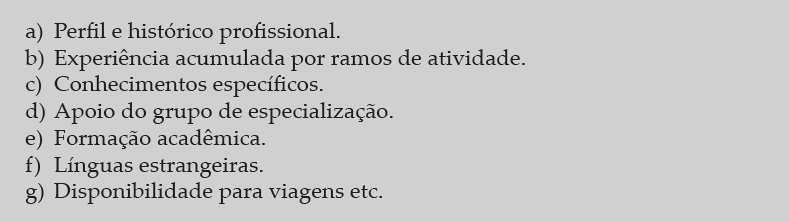 a) Perfil e histórico profissional.
b) Experiência acumulada por ramos de atividade.
c) Conhecimentos específicos.
d) Apoio do grupo de especialização.
e) Formação acadêmica.
f) Línguas estrangeiras.
g) Disponibilidade para viagens etc.